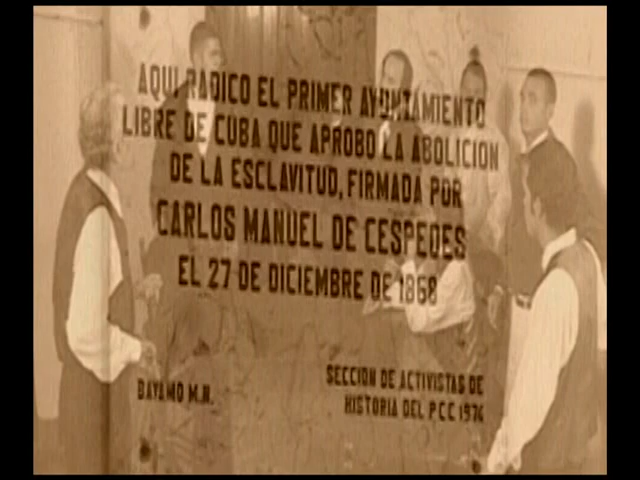 AQUI RADICO EL PRIMER AYUNTAMIENTO
LIBRE DE CUBA QUE APROBO LA ABOLICION
DE LA ESCLAVITUD, FIRMADA POR
CARLOS MANUEL DE CESPEDES
EL 27 DE DICIEMBRE DE 1868
BAYAMO M.N.
SECCION DE ACTIVISTAS DE
HISTORIA DEL PCC 1974